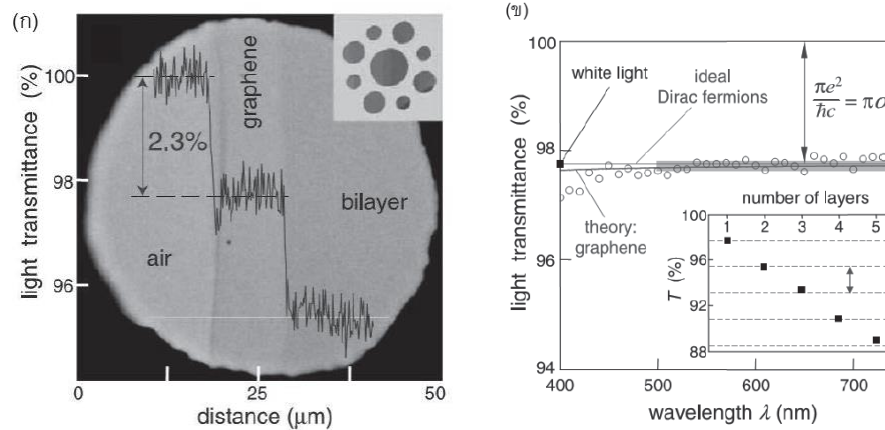 (ก)
light transmittance (%)
100
98
96
2.3%
air
graphene
bilayer
0
25
50
distance (μm)
(ข)
light transmittance (%)
100
98
96
94
white light
ideal
Dirac fermions
πe²/ħc = πα
theory:
graphene
number of layers
1 2 3 4 5
T (%)
100
96
92
88
400 500 600 700
wavelength λ (nm)